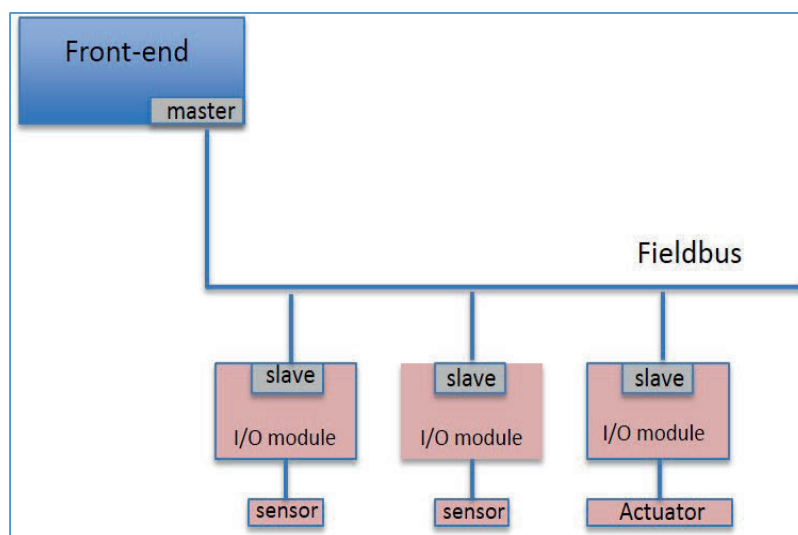 Front-end
master
Fieldbus
slave
slave
slave
I/O module
I/O module
I/O module
sensor
sensor
Actuator